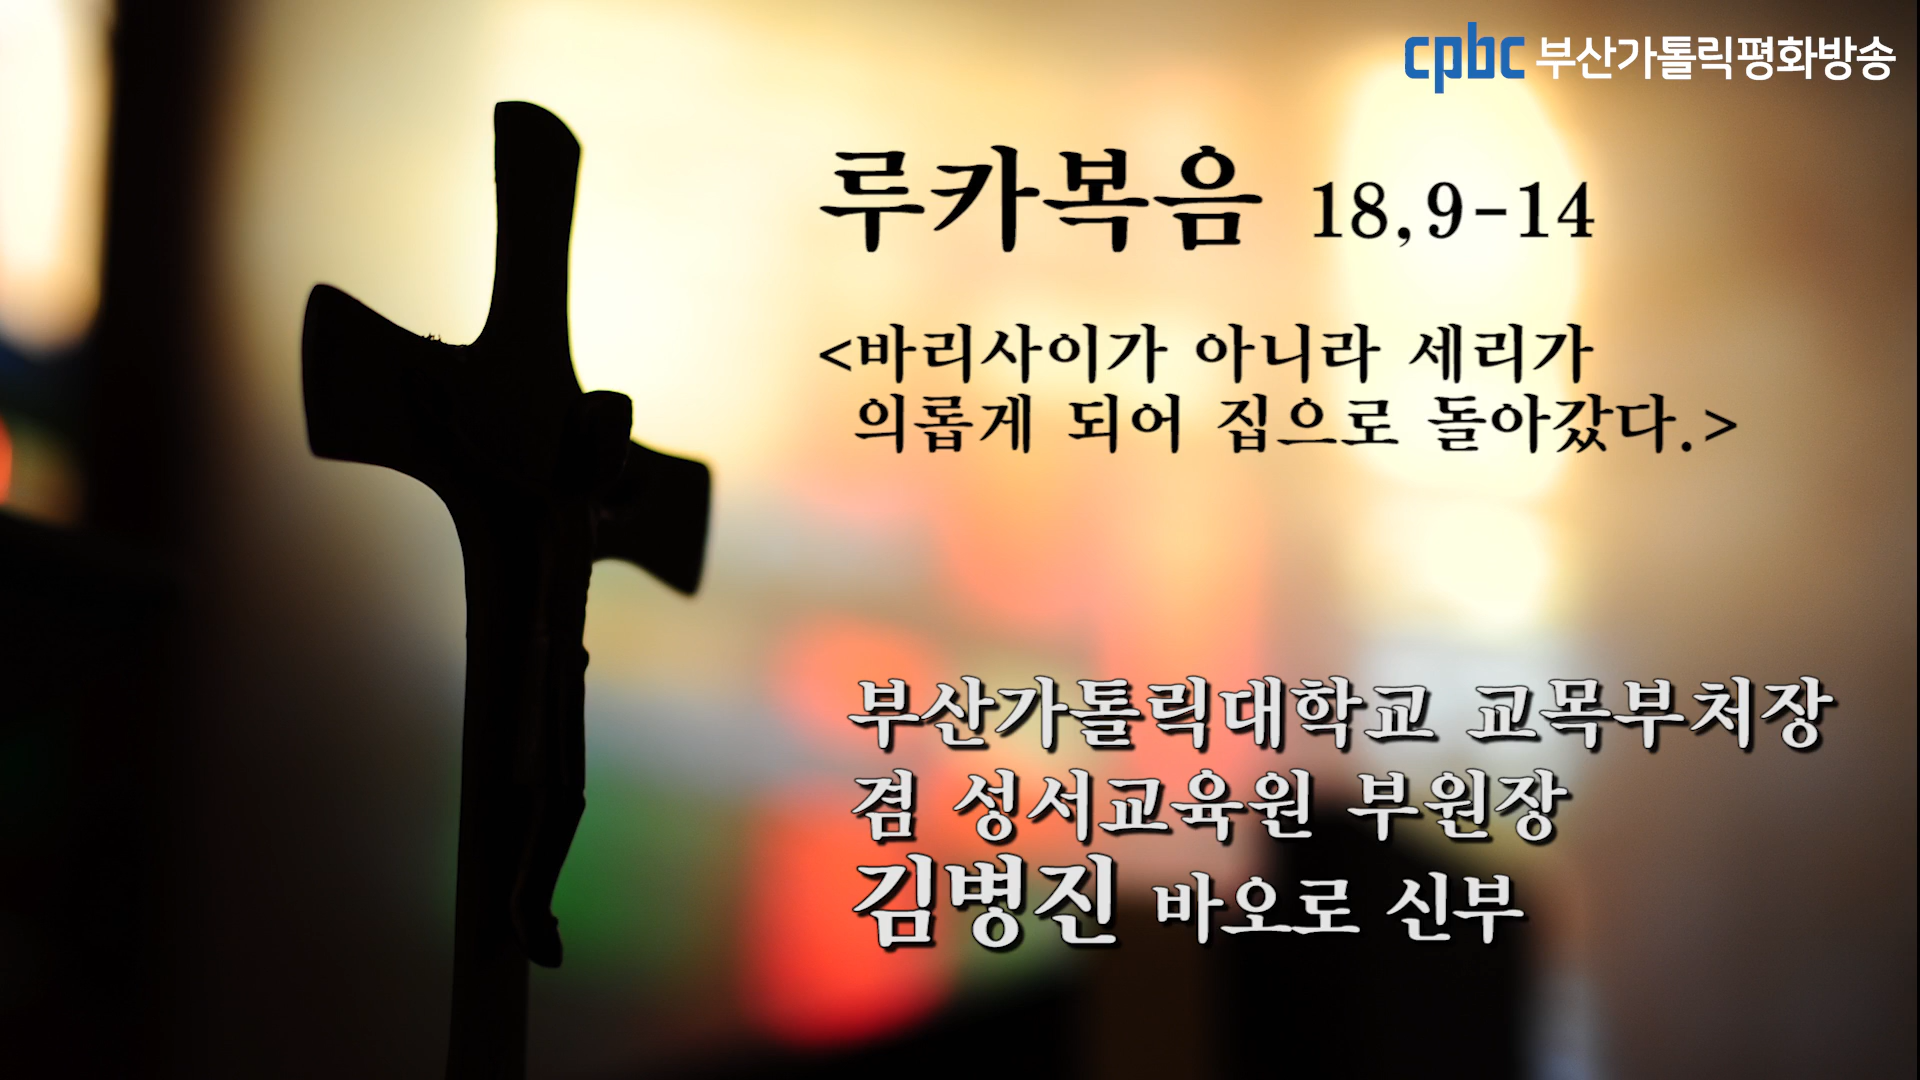 cpbc 부산가톨릭평화방송
루카복음 18,9-14
<바리사이가 아니라 세리가
의롭게 되어 집으로 돌아갔다.>
부산가톨릭대학교 교목부처장
겸 성서교육원 부원장
김병진 바오로 신부